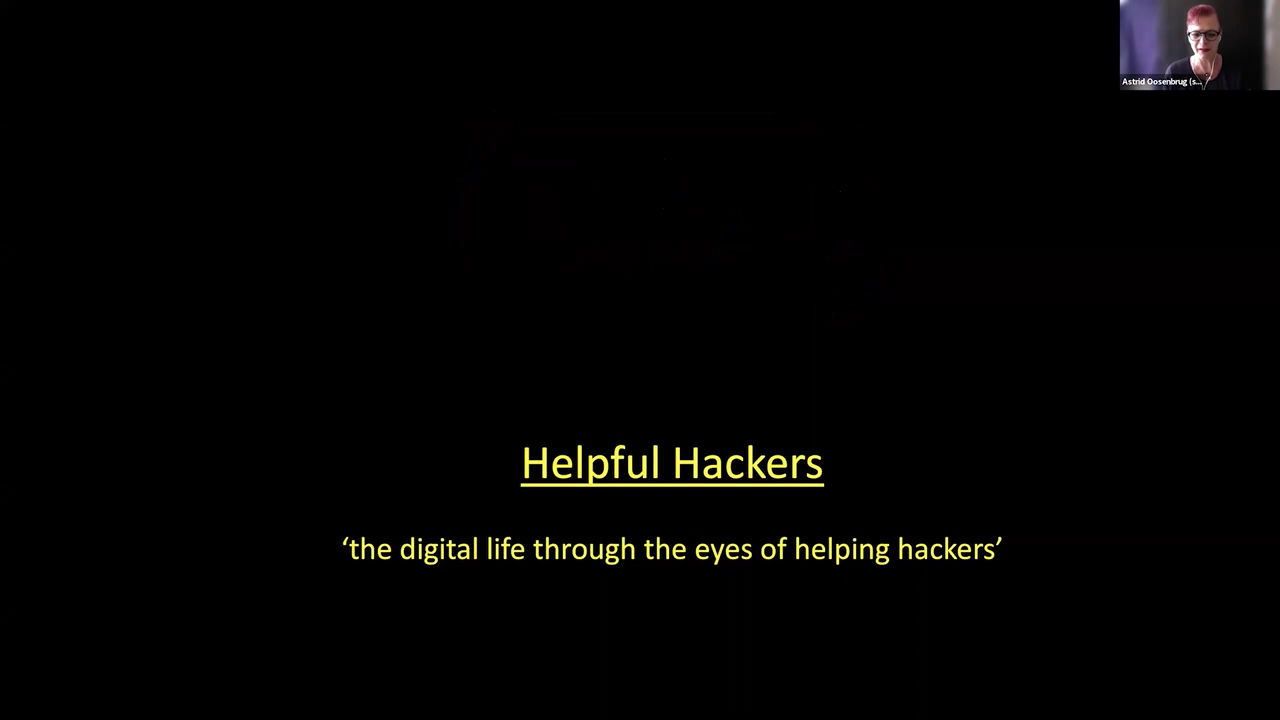 Astrid Oosenbrug (s...
Helpful Hackers
‘the digital life through the eyes of helping hackers’